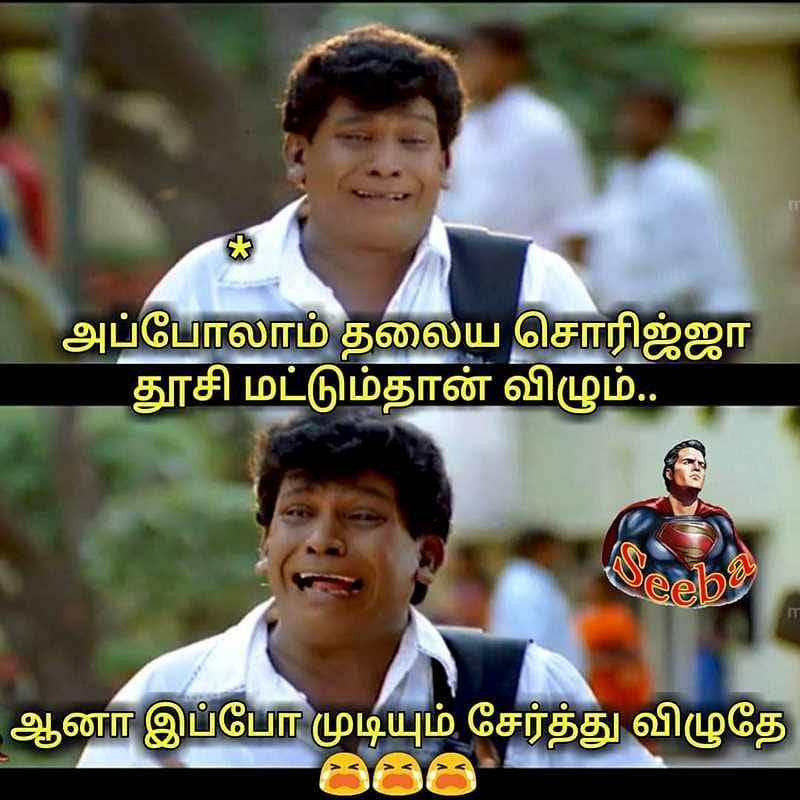 *
அப்போலாம் தலைய சொரிஜ்ஜா
தூசி மட்டும்தான் விழும்..
Seeba
ஆனா இப்போ முடியும் சேர்த்து விழுதே
😭😭😭